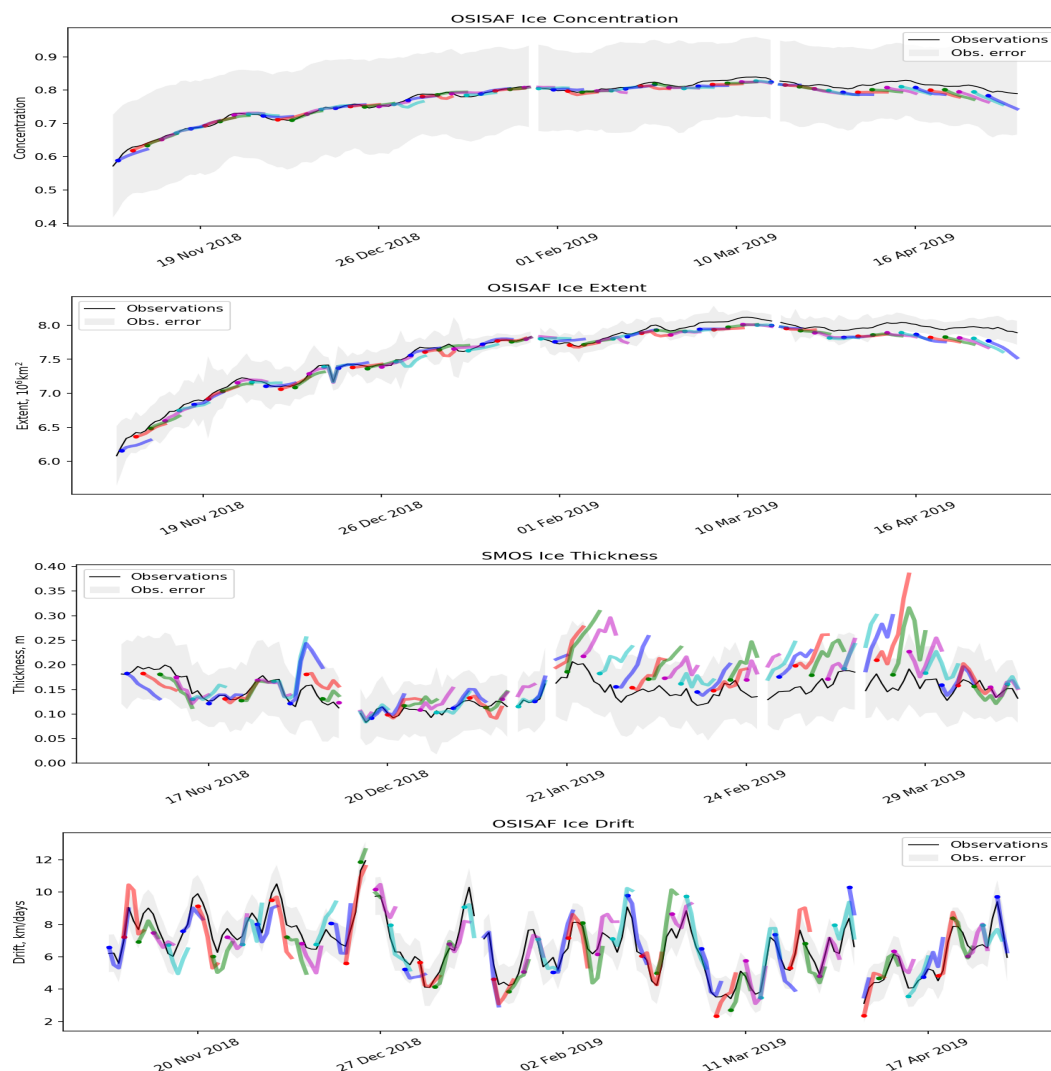 OSISAF Ice Concentration
Observations
Obs. error
Concentration
0.9
0.8
0.7
0.6
0.5
0.4
19 Nov 2018
26 Dec 2018
01 Feb 2019
10 Mar 2019
16 Apr 2019
OSISAF Ice Extent
Observations
Obs. error
Extent, 10⁶km²
8.0
7.5
7.0
6.5
6.0
19 Nov 2018
26 Dec 2018
01 Feb 2019
10 Mar 2019
16 Apr 2019
SMOS Ice Thickness
Observations
Obs. error
Thickness, m
0.40
0.35
0.30
0.25
0.20
0.15
0.10
0.05
0.00
17 Nov 2018
20 Dec 2018
22 Jan 2019
24 Feb 2019
29 Mar 2019
OSISAF Ice Drift
Observations
Obs. error
Drift, km/days
12
10
8
6
4
2
20 Nov 2018
27 Dec 2018
02 Feb 2019
11 Mar 2019
17 Apr 2019